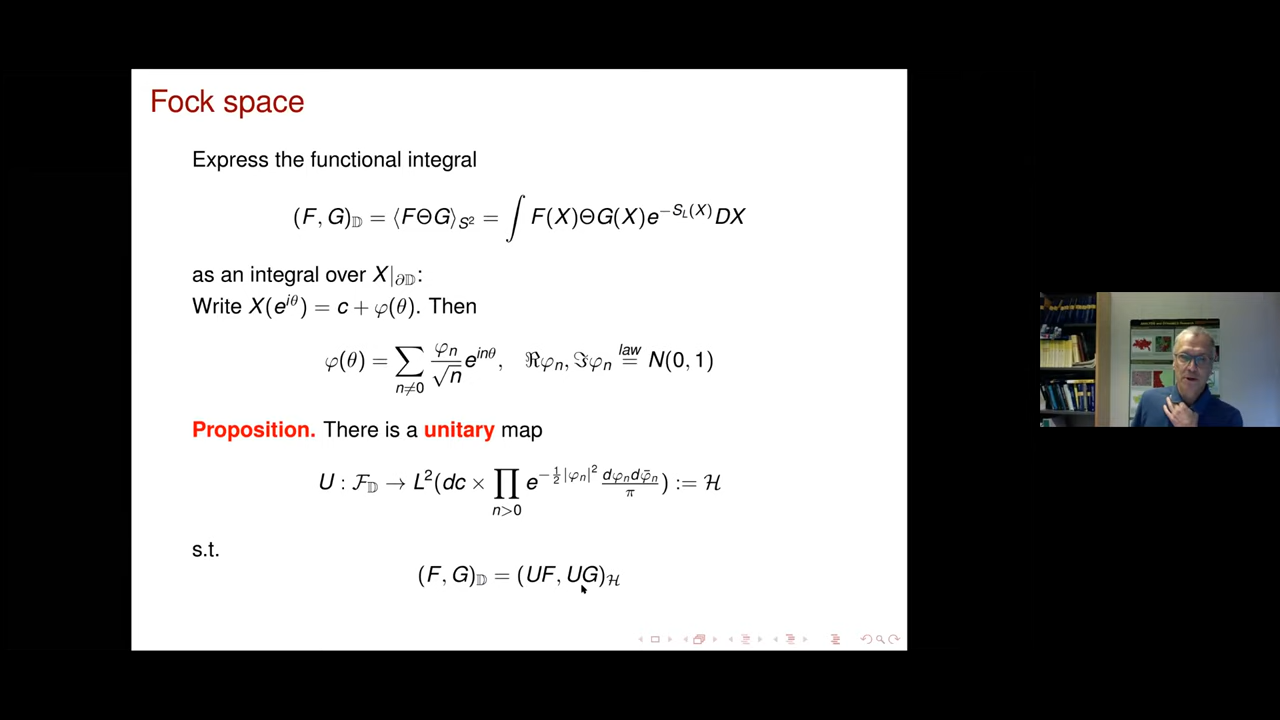 Fock space
Express the functional integral
(F, G)_𝔻 = ⟨FΘG⟩_{S²} = ∫ F(X)ΘG(X)e^{−S_L(X)}DX
as an integral over X|_{∂𝔻}:
Write X(e^{iθ}) = c + φ(θ). Then
φ(θ) = ∑_{n≠0} φ_n/√n e^{inθ}, ℜφ_n, ℑφ_n =^{law} N(0, 1)
Proposition. There is a unitary map
U : ℱ_𝔻 → L²(dc × ∏_{n>0} e^{−½|φ_n|²} dφ_n dφ̄_n/π) := ℋ
s.t.
(F, G)_𝔻 = (UF, UG)_ℋ